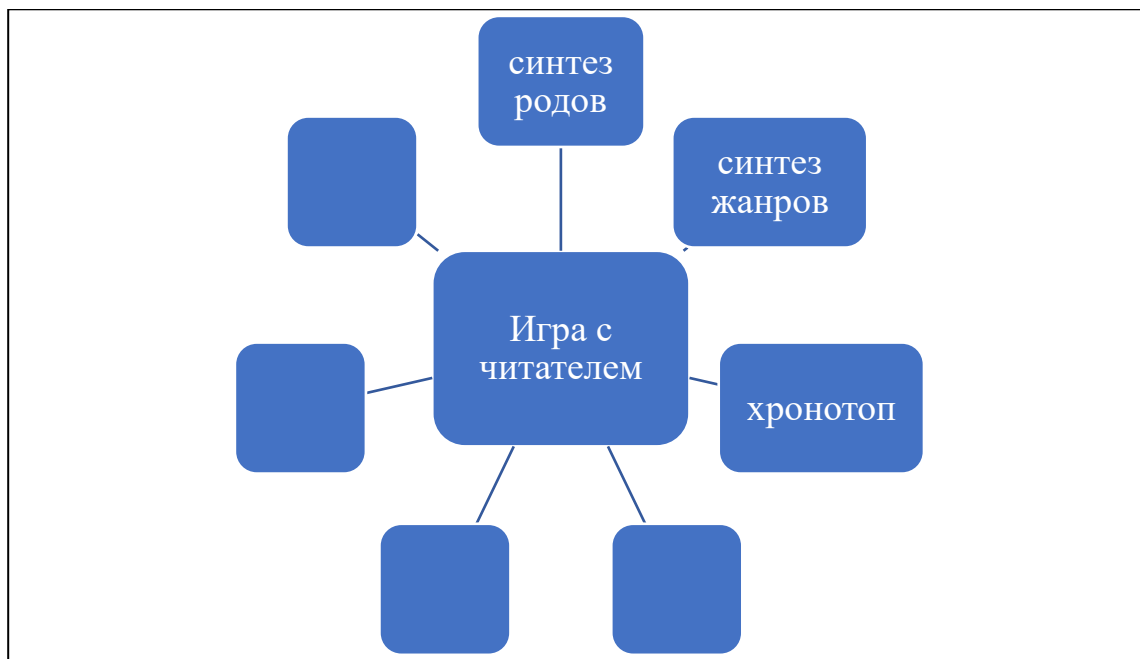 синтез
родов
синтез
жанров
Игра с
читателем
хронотоп